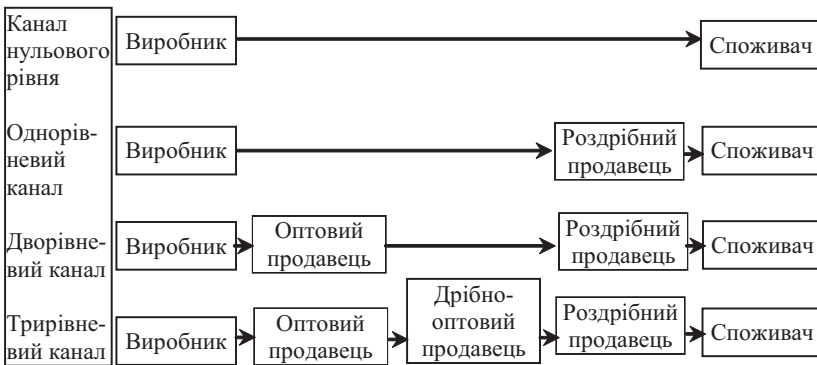 Канал
нульового
рівня
Виробник
Споживач
Однорів-
невий
канал
Виробник
Роздрібний
продавець
Споживач
Дворівне-
вий канал
Виробник
Оптовий
продавець
Роздрібний
продавець
Споживач
Трирівне-
вий канал
Виробник
Оптовий
продавець
Дрібно-
оптовий
продавець
Роздрібний
продавець
Споживач